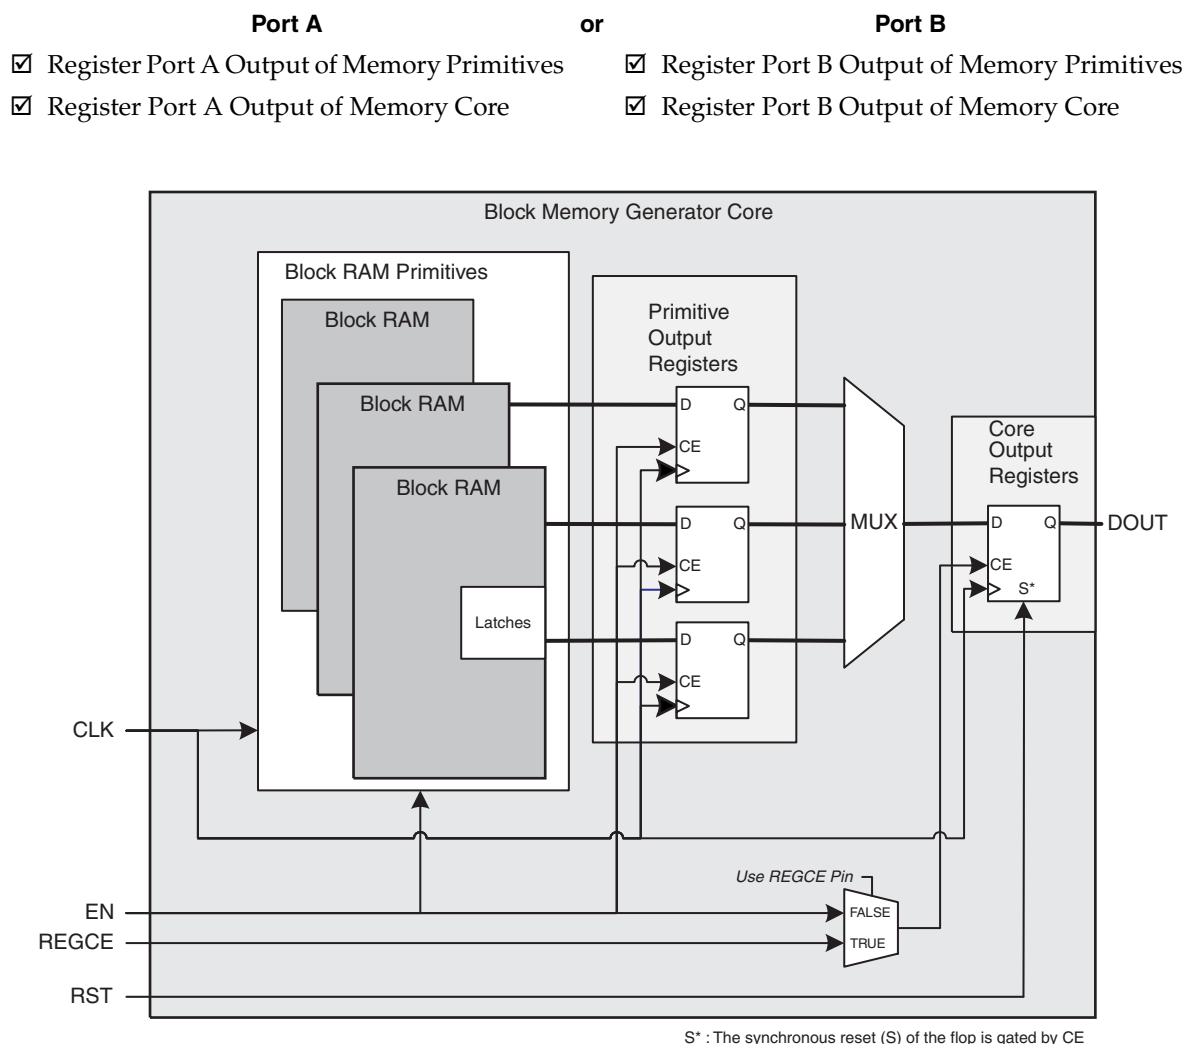 Port A or Port B
☑ Register Port A Output of Memory Primitives ☑ Register Port B Output of Memory Primitives
☑ Register Port A Output of Memory Core ☑ Register Port B Output of Memory Core
Block Memory Generator Core
Block RAM Primitives
Block RAM
Block RAM
Block RAM
Latches
Primitive
Output
Registers
D Q
CE
D Q
CE
D Q
CE
MUX
Core
Output
Registers
D Q
CE
S*
DOUT
CLK
Use REGCE Pin
EN
FALSE
REGCE
TRUE
RST
S* : The synchronous reset (S) of the flop is gated by CE